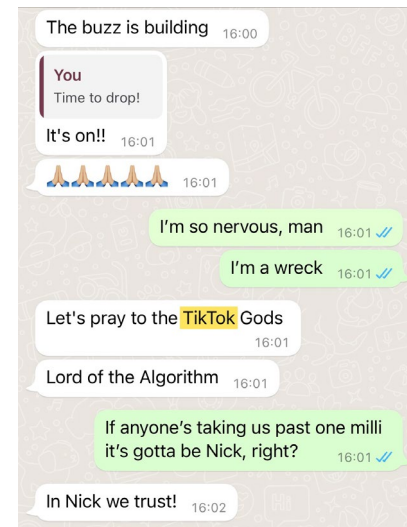 The buzz is building 16:00
You
Time to drop!
It's on!! 16:01
🙏🏼🙏🏼🙏🏼🙏🏼🙏🏼 16:01
I’m so nervous, man 16:01
I’m a wreck 16:01
Let's pray to the TikTok Gods
16:01
Lord of the Algorithm 16:01
If anyone’s taking us past one milli
it’s gotta be Nick, right? 16:01
In Nick we trust! 16:02